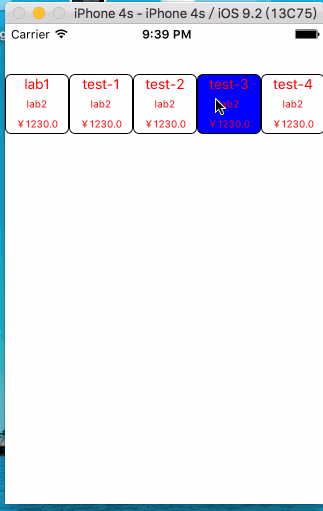 iPhone 4s - iPhone 4s / iOS 9.2 (13C75)
Carrier 9:39 PM
lab1 test-1 test-2 test-3 test-4
lab2 lab2 lab2 lab2 lab2
¥1230.0 ¥1230.0 ¥1230.0 ¥1230.0 ¥1230.0